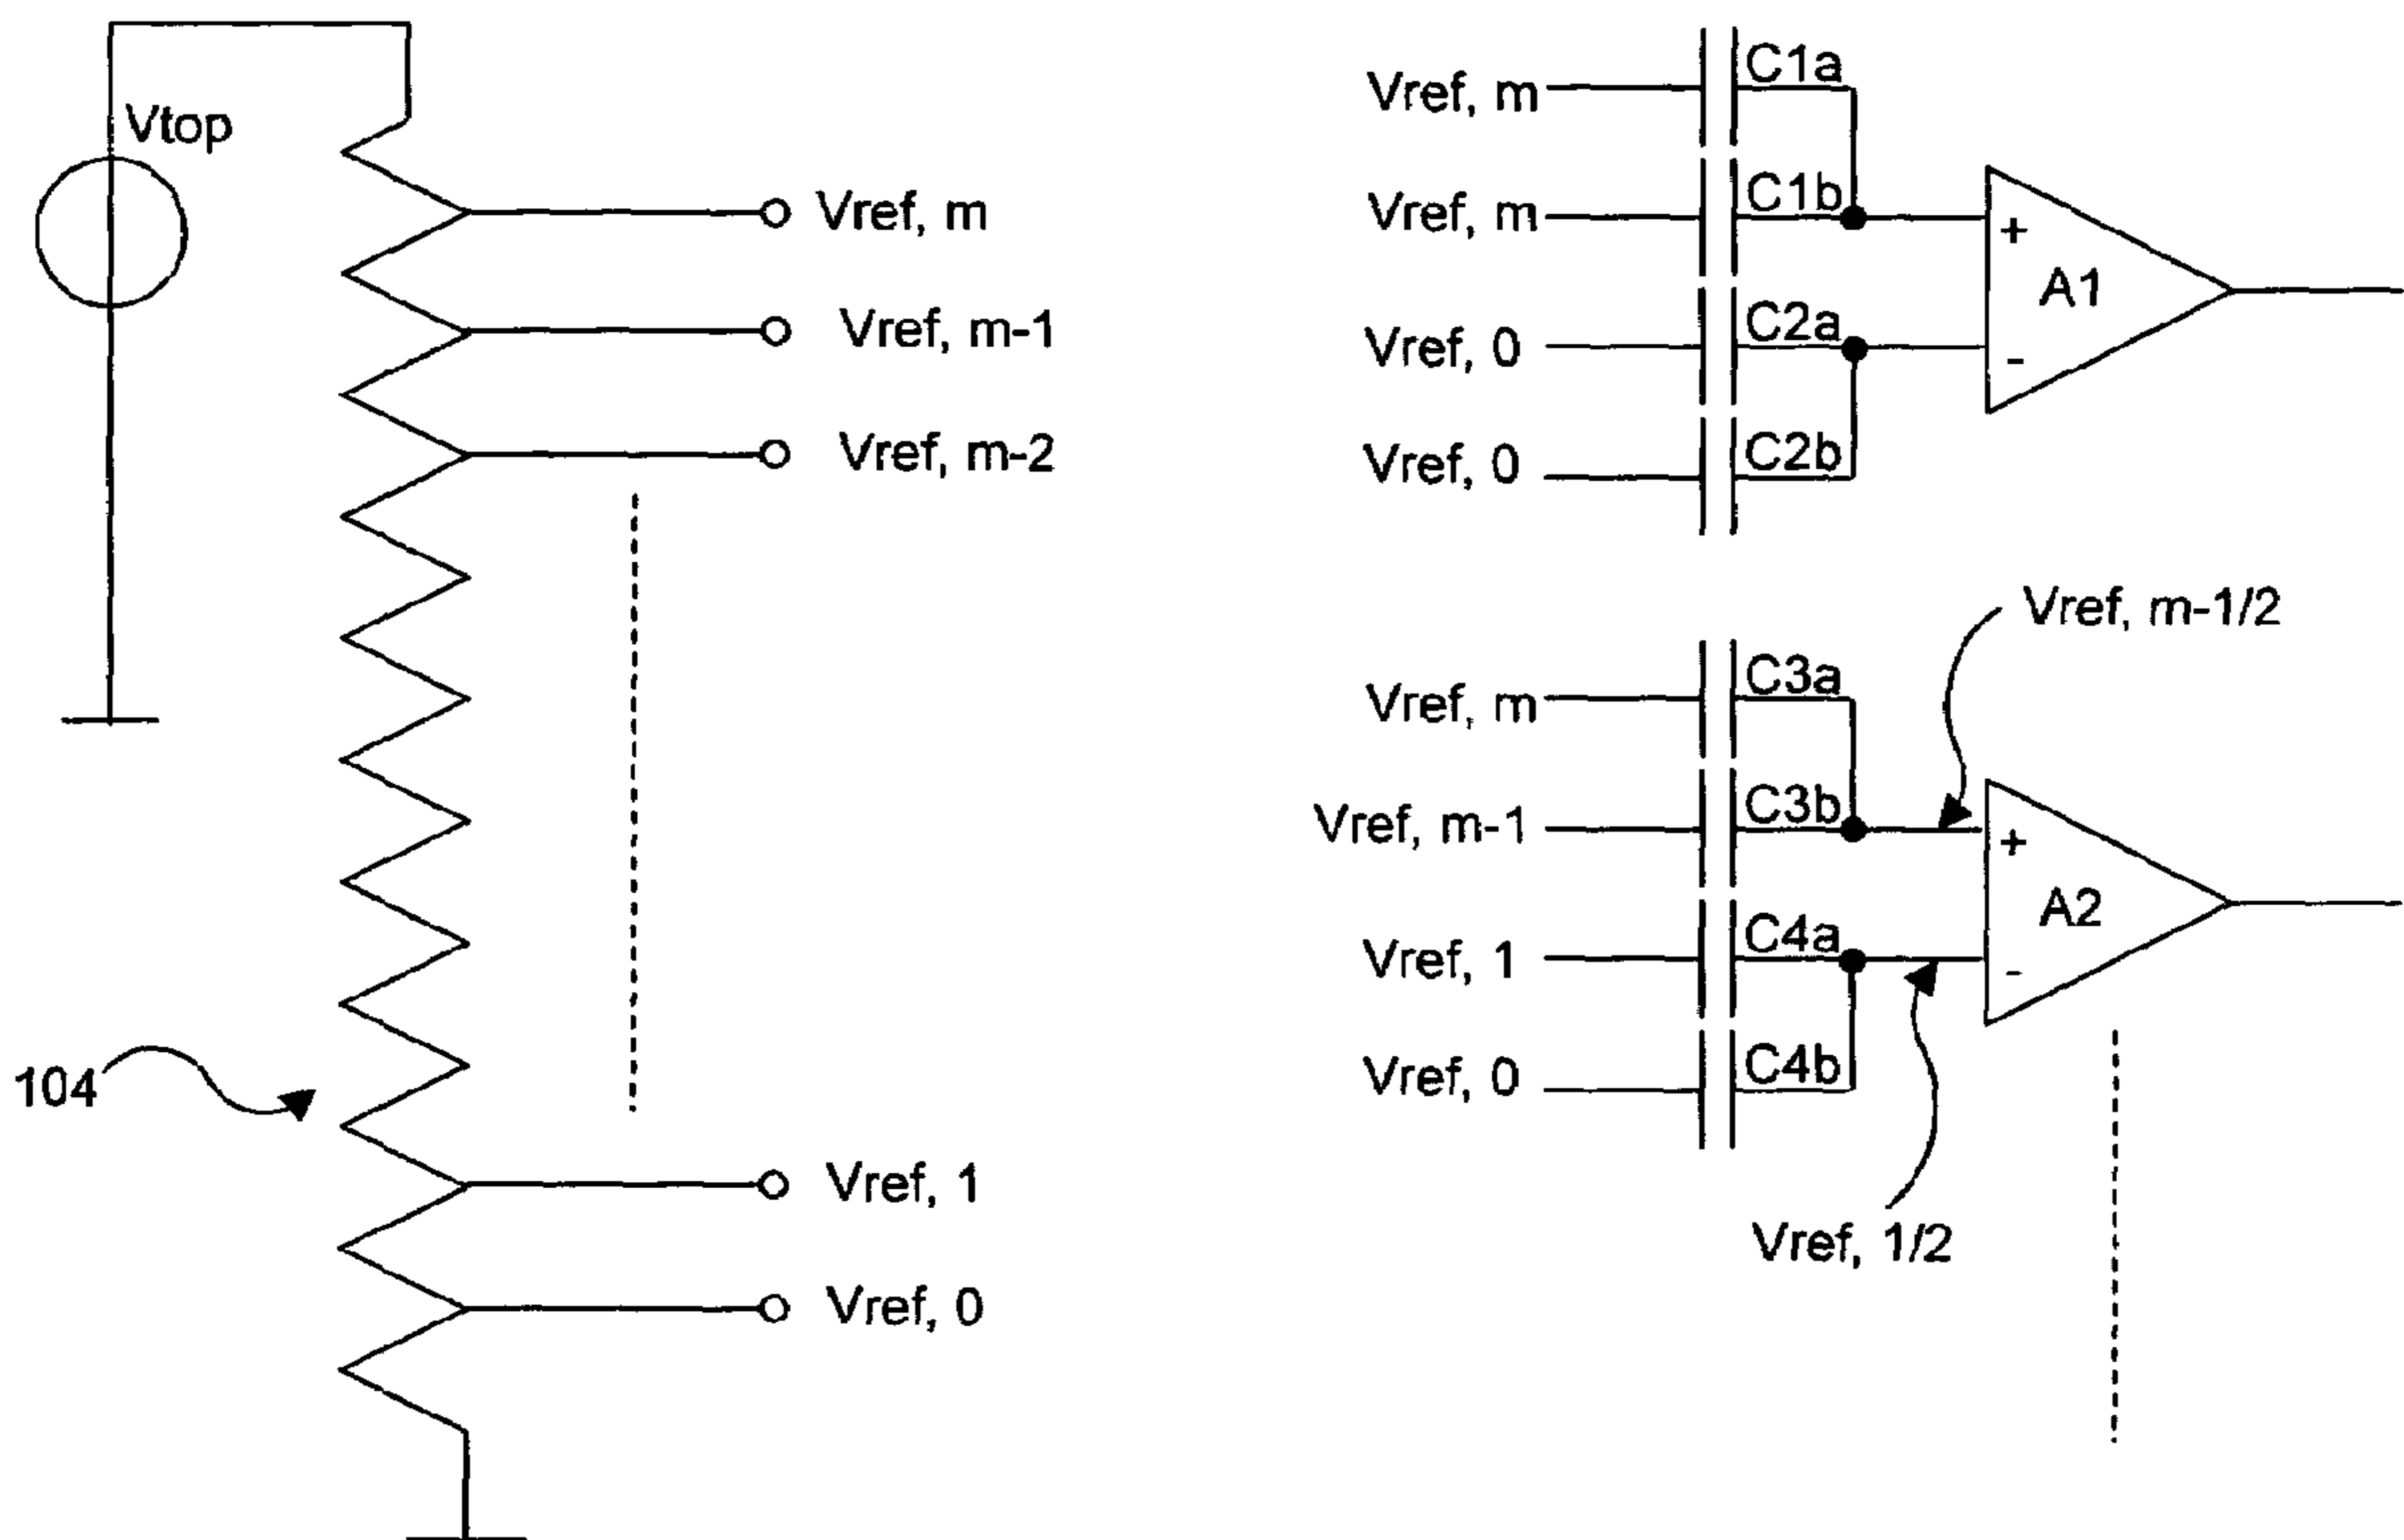 Vtop
Vref, m
Vref, m-1
Vref, m-2
104
Vref, 1
Vref, 0
Vref, m
C1a
Vref, m
C1b
+
A1
Vref, 0
C2a
-
Vref, 0
C2b
Vref, m-1/2
Vref, m
C3a
Vref, m-1
C3b
+
A2
Vref, 1
C4a
-
Vref, 0
C4b
Vref, 1/2